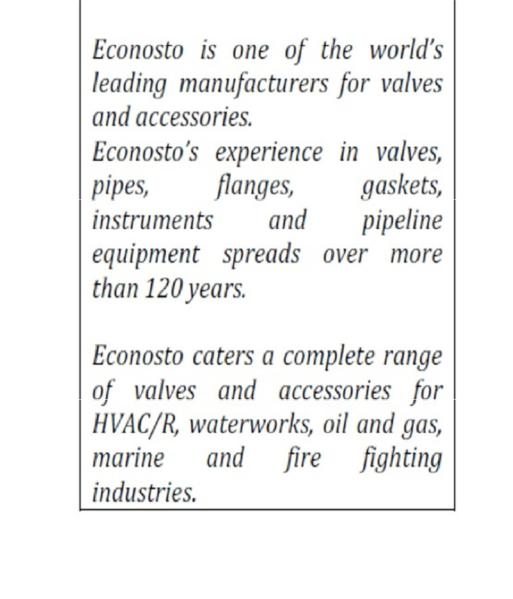 Econosto is one of the world's
leading manufacturers for valves
and accessories.
Econosto's experience in valves,
pipes, flanges, gaskets,
instruments and pipeline
equipment spreads over more
than 120 years.
Econosto caters a complete range
of valves and accessories for
HVAC/R, waterworks, oil and gas,
marine and fire fighting
industries.